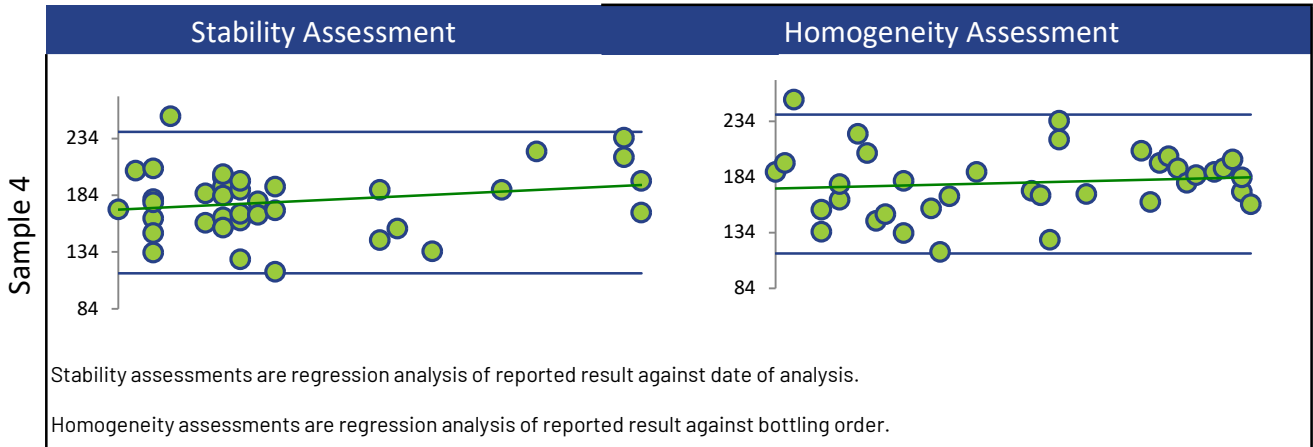 Stability Assessment
Homogeneity Assessment
Sample 4
234
184
134
84
234
184
134
84
Stability assessments are regression analysis of reported result against date of analysis.
Homogeneity assessments are regression analysis of reported result against bottling order.